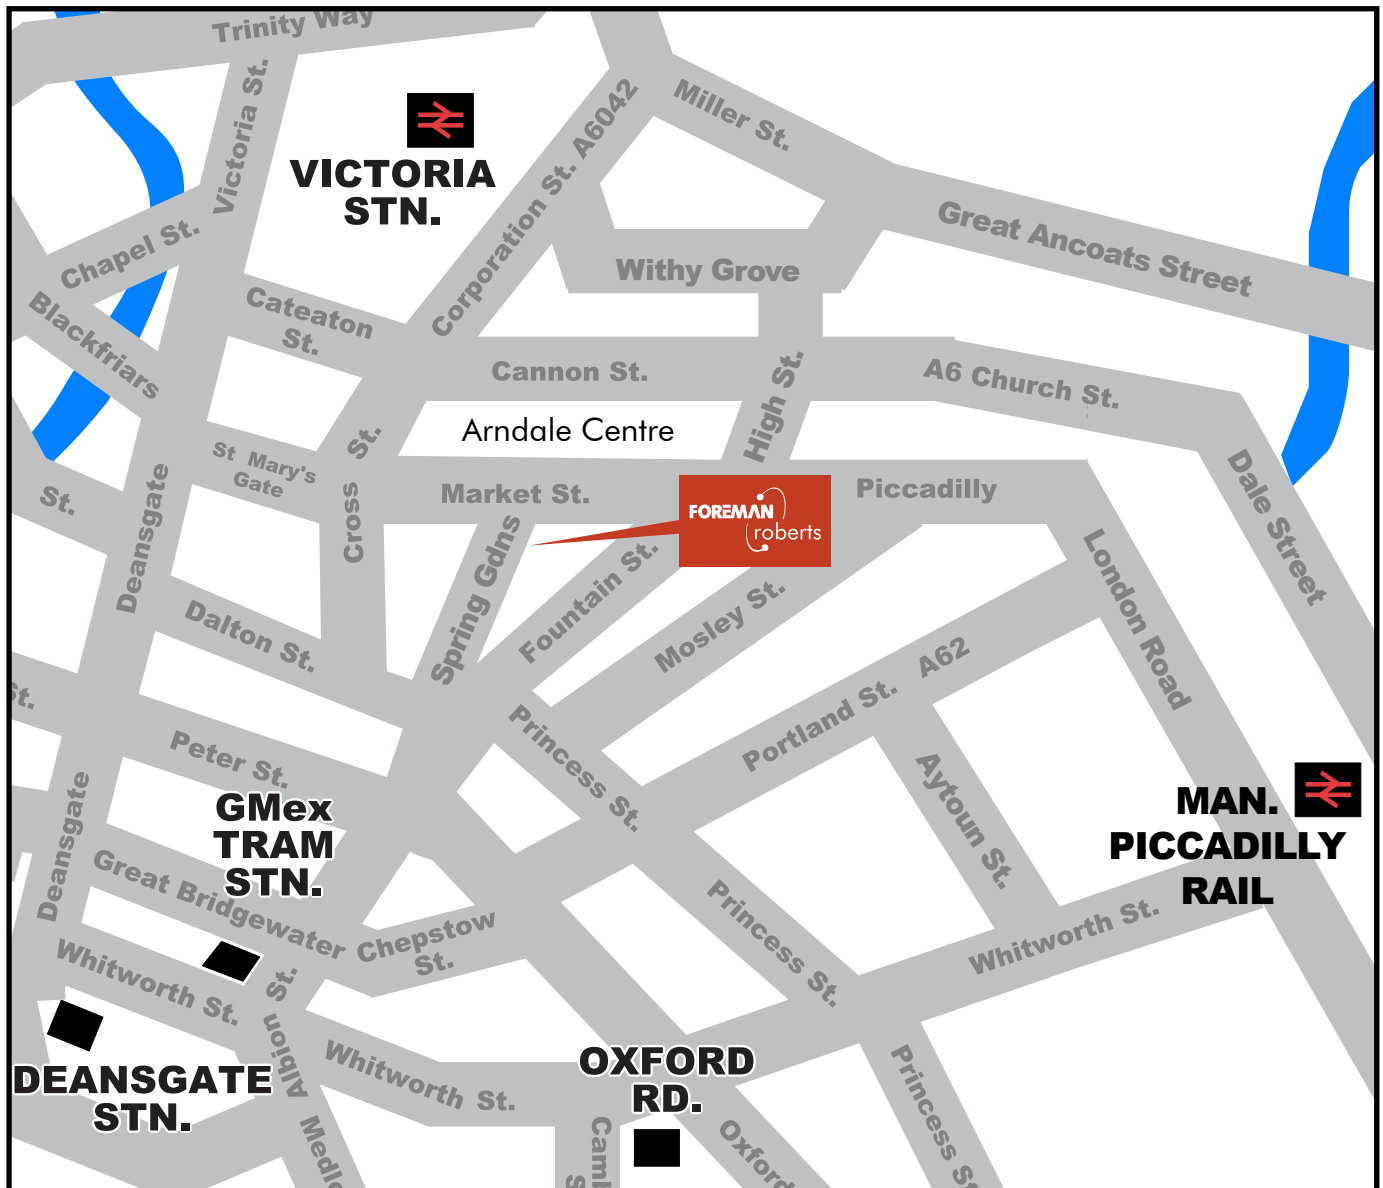 Trinity Way
Victoria St.
VICTORIA
STN.
Corporation St. A6042
Miller St.
Great Ancoats Street
Withy Grove
Chapel St.
Blackfriars
Cateaton
St.
Cannon St.
High St.
A6 Church St.
Arndale Centre
St Mary's
Gate
Cross St.
Market St.
Piccadilly
FOREMAN
roberts
Dale Street
St.
Deansgate
Spring Gdns
Fountain St.
Mosley St.
London Road
Dalton St.
Portland St. A62
St.
Peter St.
Princess St.
Aytoun St.
Deansgate
GMex
TRAM
STN.
MAN.
PICCADILLY
RAIL
Great Bridgewater
St.
Chepstow
St.
Princess St.
Whitworth St.
Whitworth St.
Albion
DEANSGATE
STN.
Whitworth St.
OXFORD
RD.
Princess St
Medlo
Camb
S
Oxford